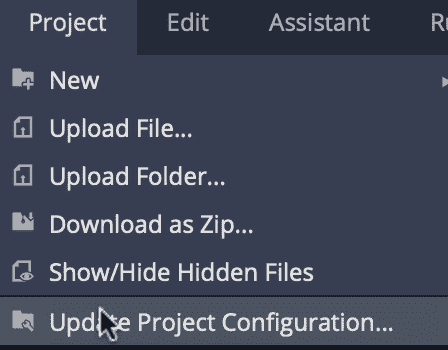 Project Edit Assistant
New
Upload File...
Upload Folder...
Download as Zip...
Show/Hide Hidden Files
Update Project Configuration...